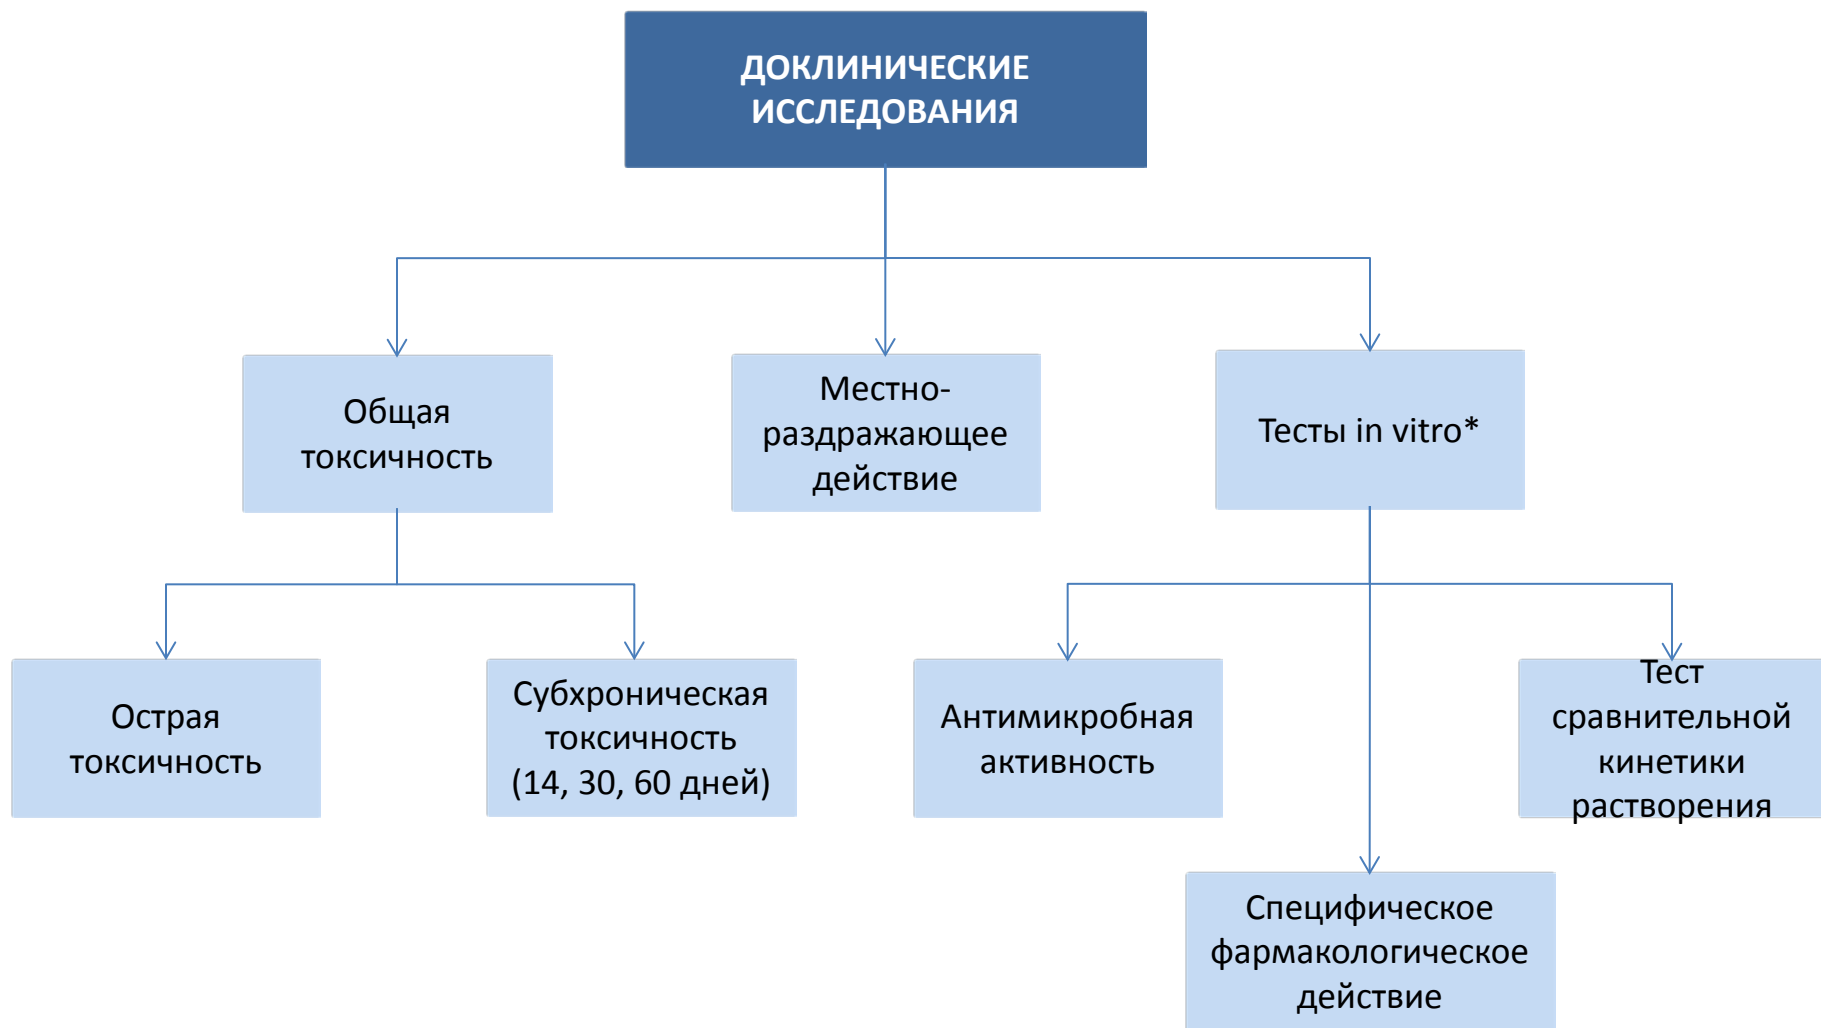 ДОКЛИНИЧЕСКИЕ
ИССЛЕДОВАНИЯ
Общая
токсичность
Местно-
раздражающее
действие
Тесты in vitro*
Острая
токсичность
Субхроническая
токсичность
(14, 30, 60 дней)
Антимикробная
активность
Тест
сравнительной
кинетики
растворения
Специфическое
фармакологическое
действие